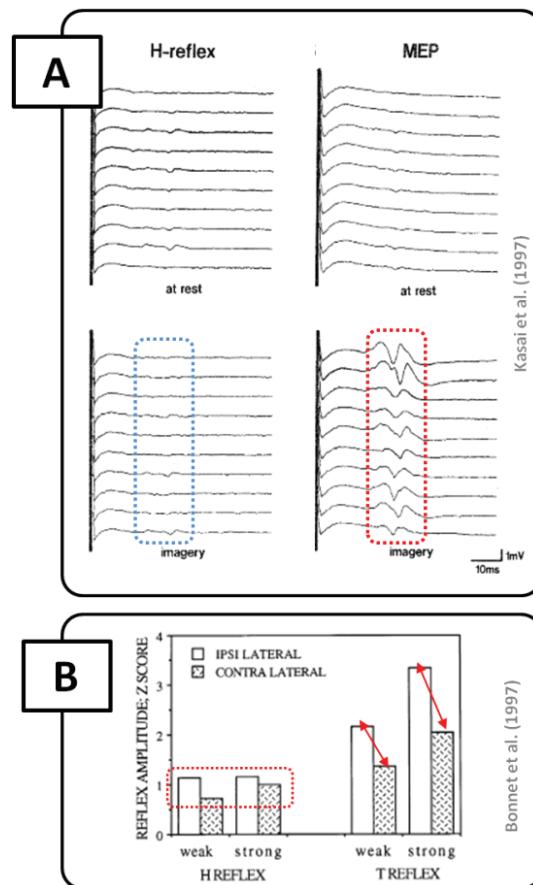 A
H-reflex
MEP
at rest
at rest
imagery
imagery
1mV
10ms
Kasai et al. (1997)
B
REFLEX AMPLITUDE; Z SCORE
4
3
2
1
0
IPSI LATERAL
CONTRA LATERAL
weak strong weak strong
H REFLEX T REFLEX
Bonnet et al. (1997)